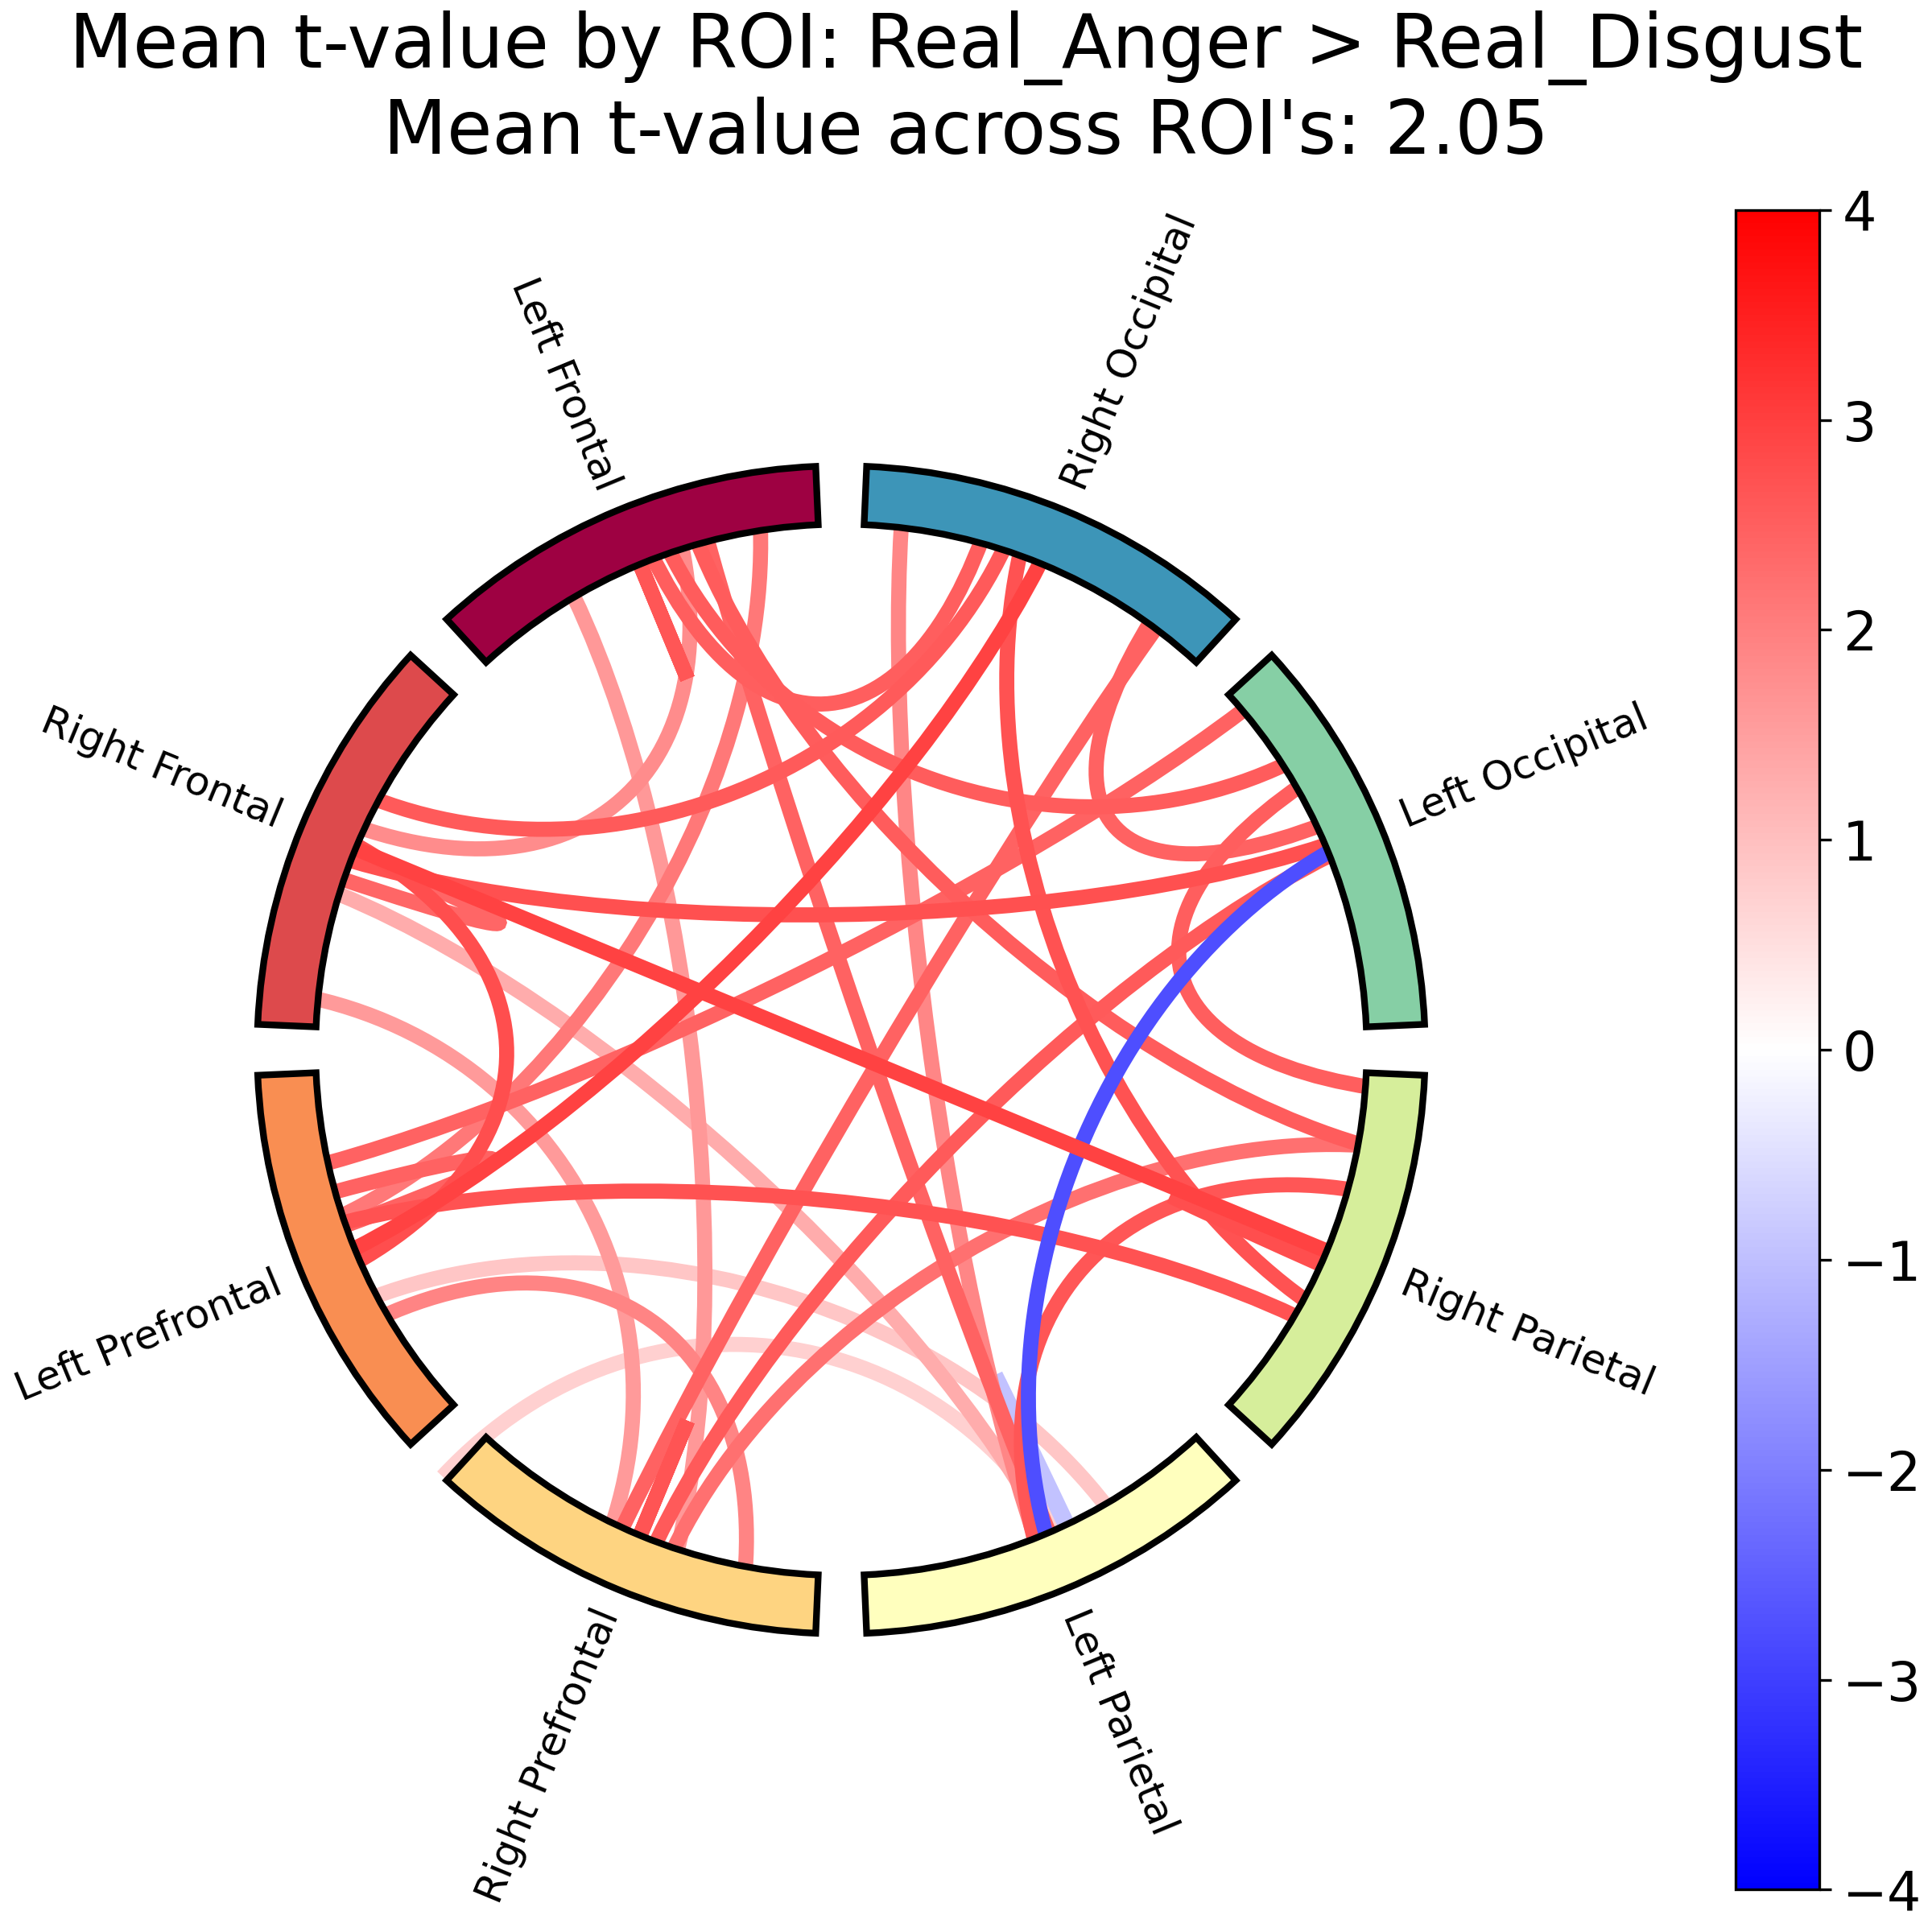 Mean t-value by ROI: Real_Anger > Real_Disgust
Mean t-value across ROI's: 2.05
Left Frontal
Right Occipital
Right Frontal
Left Occipital
Left Prefrontal
Right Parietal
Right Prefrontal
Left Parietal
4
3
2
1
0
−1
−2
−3
−4